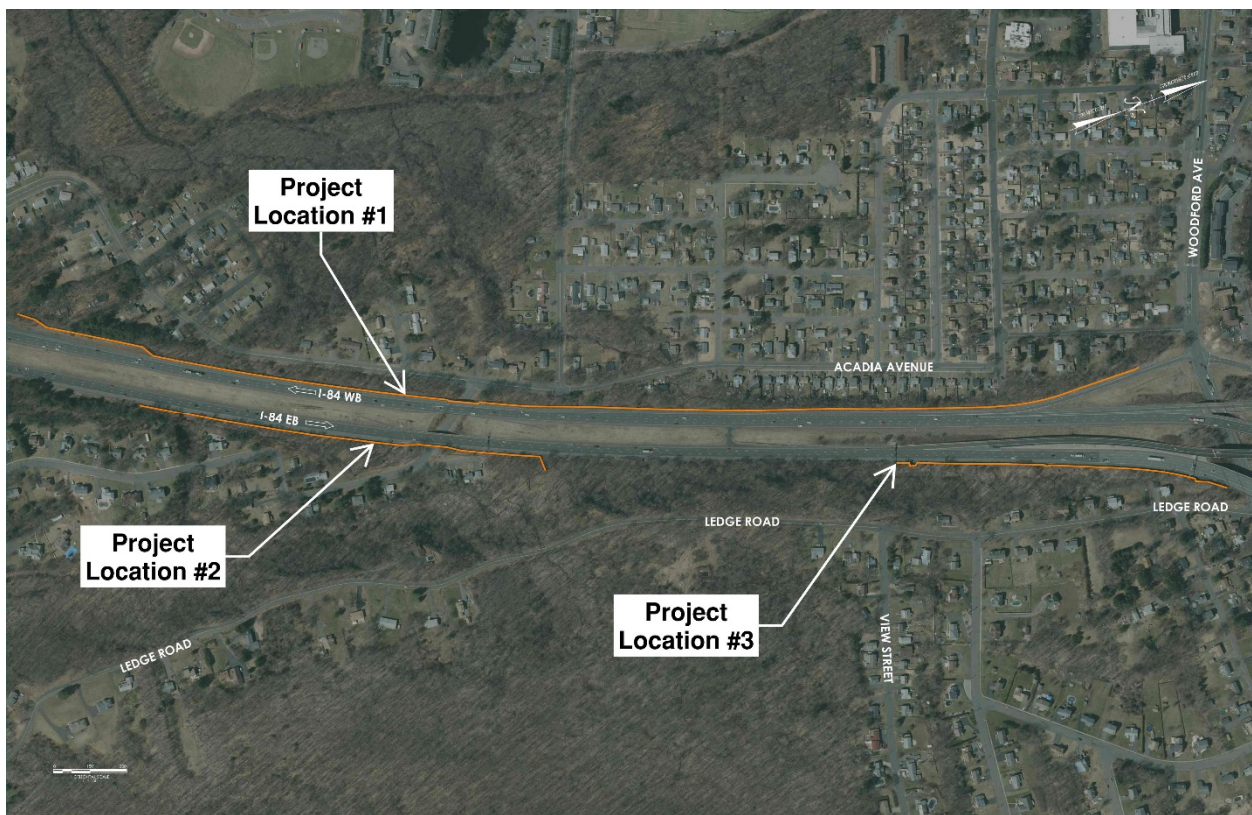 Project
Location #1
WOODFORD AVE
ACADIA AVENUE
I-84 WB
I-84 EB
Project
Location #2
LEDGE ROAD
LEDGE ROAD
Project
Location #3
VIEW STREET
LEDGE ROAD